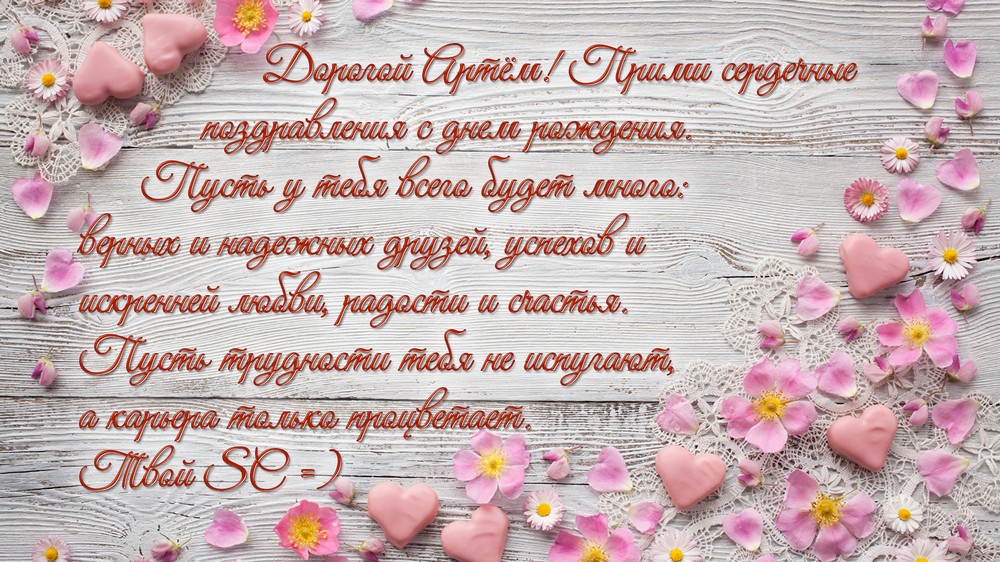 Дорогой Артём! Прими сердечные
поздравления с днем рождения.
Пусть у тебя всего будет много:
верных и надежных друзей, успехов и
искренней любви, радости и счастья.
Пусть трудности тебя не испугают,
а карьера только процветает.
Твой SC =)